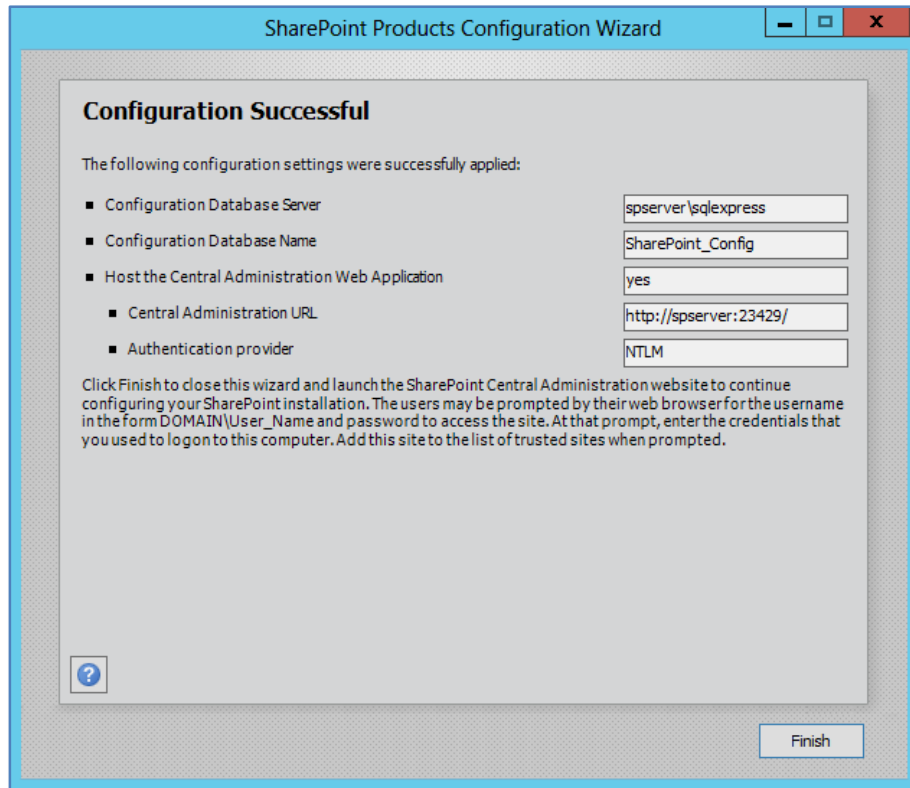 SharePoint Products Configuration Wizard
Configuration Successful
The following configuration settings were successfully applied:
Configuration Database Server spserver\sqlexpress
Configuration Database Name SharePoint_Config
Host the Central Administration Web Application yes
Central Administration URL http://spserver:23429/
Authentication provider NTLM
Click Finish to close this wizard and launch the SharePoint Central Administration website to continue
configuring your SharePoint installation. The users may be prompted by their web browser for the username
in the form DOMAIN\User_Name and password to access the site. At that prompt, enter the credentials that
you used to logon to this computer. Add this site to the list of trusted sites when prompted.
?
Finish